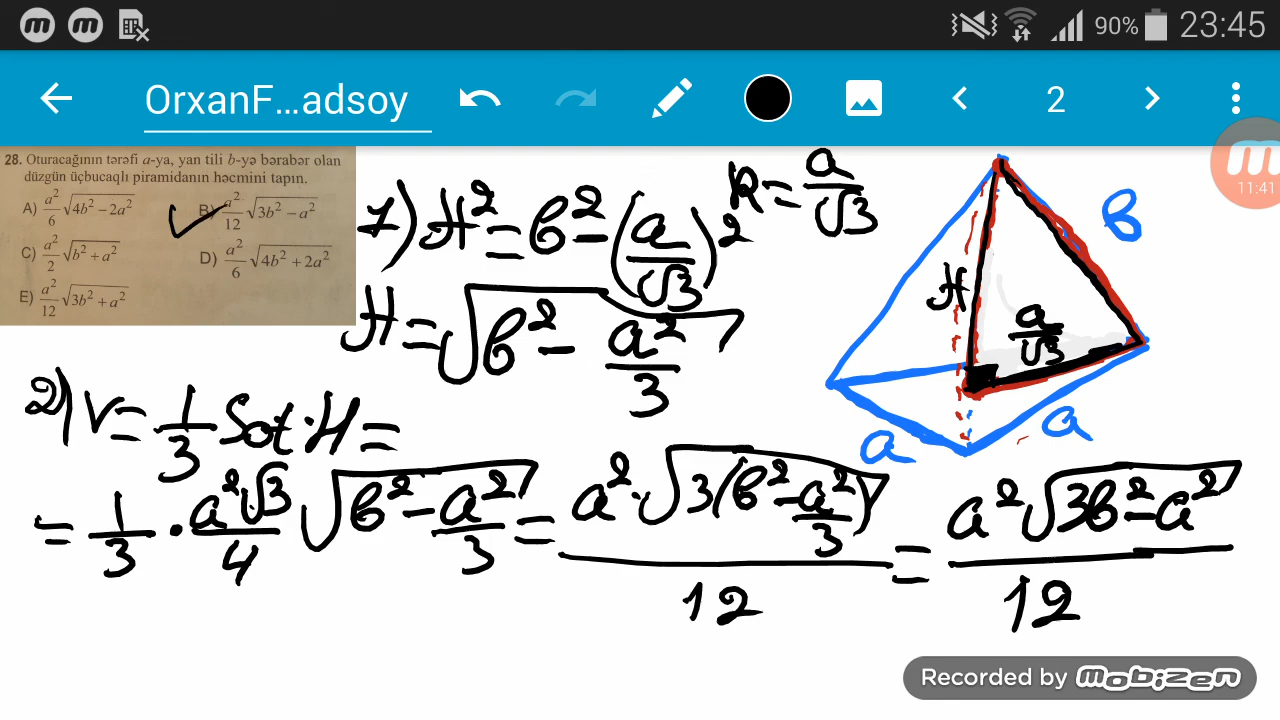 90% 23:45
OrxanF...adsoy 2
11:41
28. Oturacağının tərəfi a-ya, yan tili b-yə bərabər olan
düzgün üçbucaqlı piramidanın həcmini tapın.
A) a²/6 √(4b² − 2a²) B) a²/12 √(3b² − a²)
C) a²/2 √(b² + a²) D) a²/6 √(4b² + 2a²)
E) a²/12 √(3b² + a²)
1) H² = b² − (a/√3)² R = a/√3
H = √(b² − a²/3)
b
H
a/√3
a
a
2) V = 1/3 Sot · H =
= 1/3 · a²√3/4 √(b² − a²/3) = a² · √(3(b² − a²/3))/12 = a²√(3b² − a²)/12
Recorded by mobizen